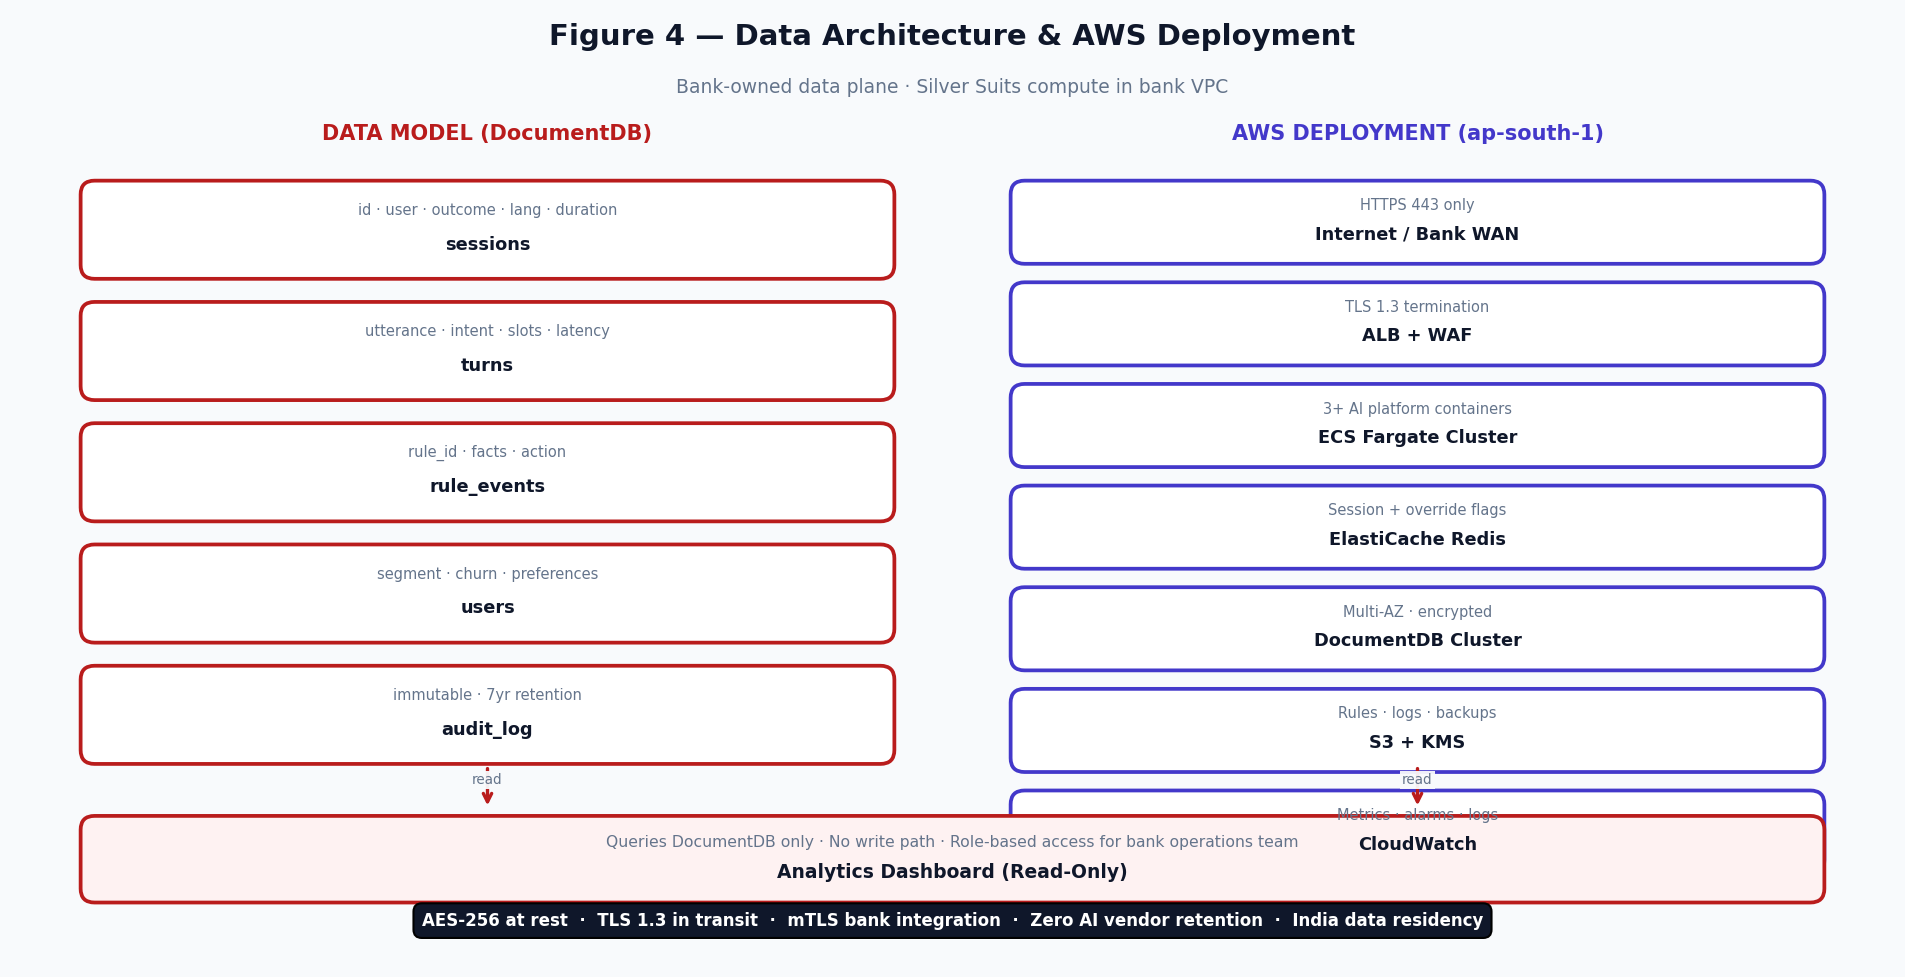 Figure 4 — Data Architecture & AWS Deployment
Bank-owned data plane · Silver Suits compute in bank VPC
DATA MODEL (DocumentDB)
id · user · outcome · lang · duration
sessions
utterance · intent · slots · latency
turns
rule_id · facts · action
rule_events
segment · churn · preferences
users
immutable · 7yr retention
audit_log
read
AWS DEPLOYMENT (ap-south-1)
HTTPS 443 only
Internet / Bank WAN
TLS 1.3 termination
ALB + WAF
3+ AI platform containers
ECS Fargate Cluster
Session + override flags
ElastiCache Redis
Multi-AZ · encrypted
DocumentDB Cluster
Rules · logs · backups
S3 + KMS
read
Metrics · alarms · logs
CloudWatch
Queries DocumentDB only · No write path · Role-based access for bank operations team
Analytics Dashboard (Read-Only)
AES-256 at rest · TLS 1.3 in transit · mTLS bank integration · Zero AI vendor retention · India data residency